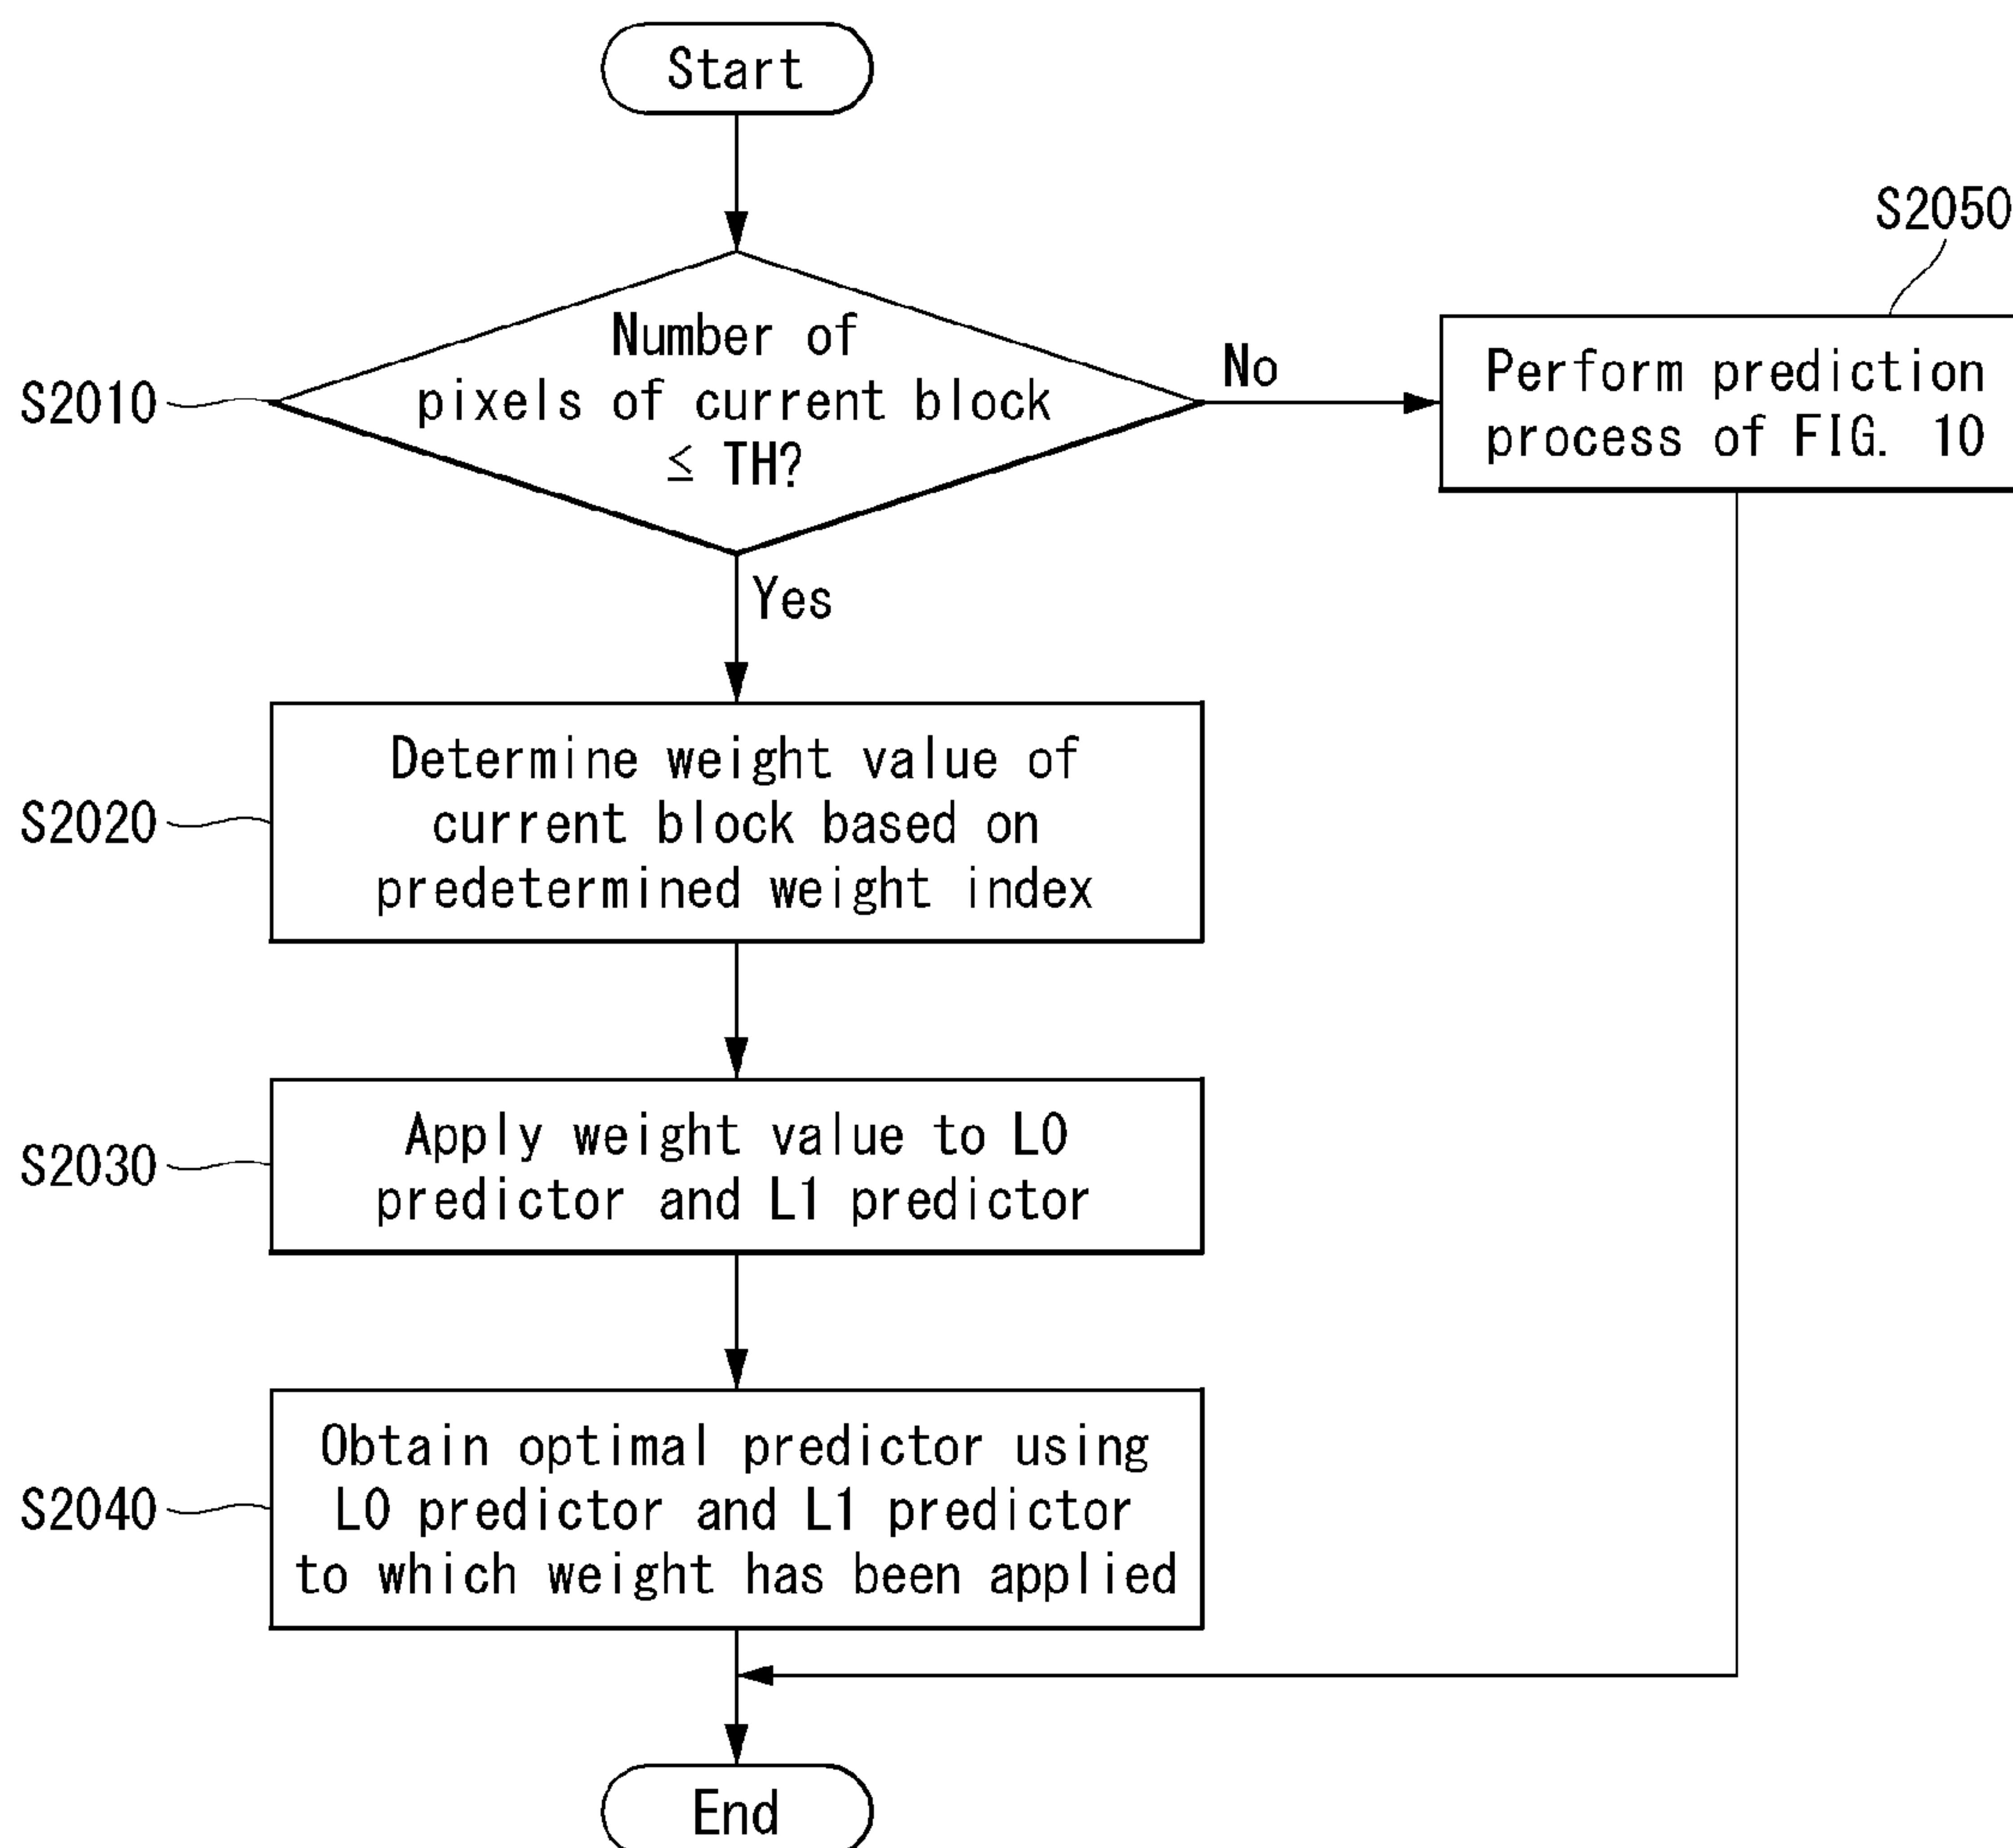 Start
S2010
Number of
pixels of current block
≤ TH?
No
S2050
Perform prediction
process of FIG. 10
Yes
S2020
Determine weight value of
current block based on
predetermined weight index
S2030
Apply weight value to L0
predictor and L1 predictor
S2040
Obtain optimal predictor using
L0 predictor and L1 predictor
to which weight has been applied
End